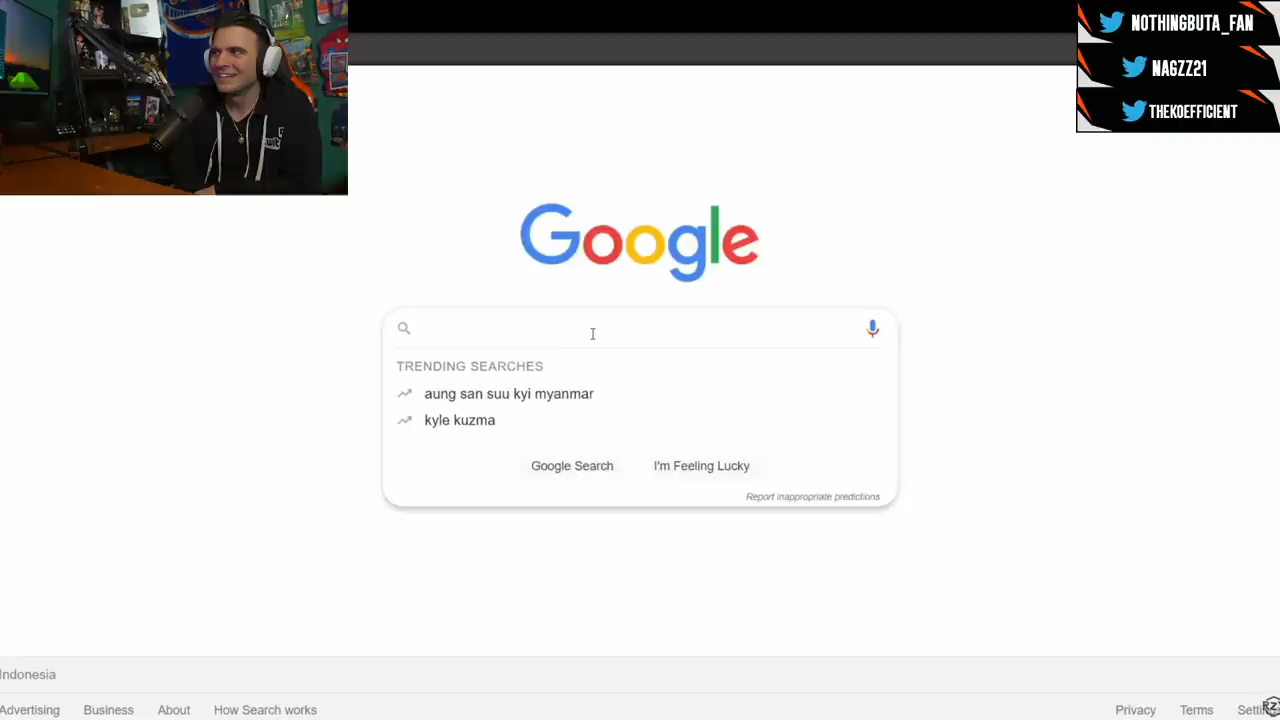 NOTHINGBUTA_FAN
NAGZZ21
THEKOEFFICIENT
Google
TRENDING SEARCHES
aung san suu kyi myanmar
kyle kuzma
Google Search
I'm Feeling Lucky
Report inappropriate predictions
Indonesia
Advertising
Business
About
How Search works
Privacy
Terms